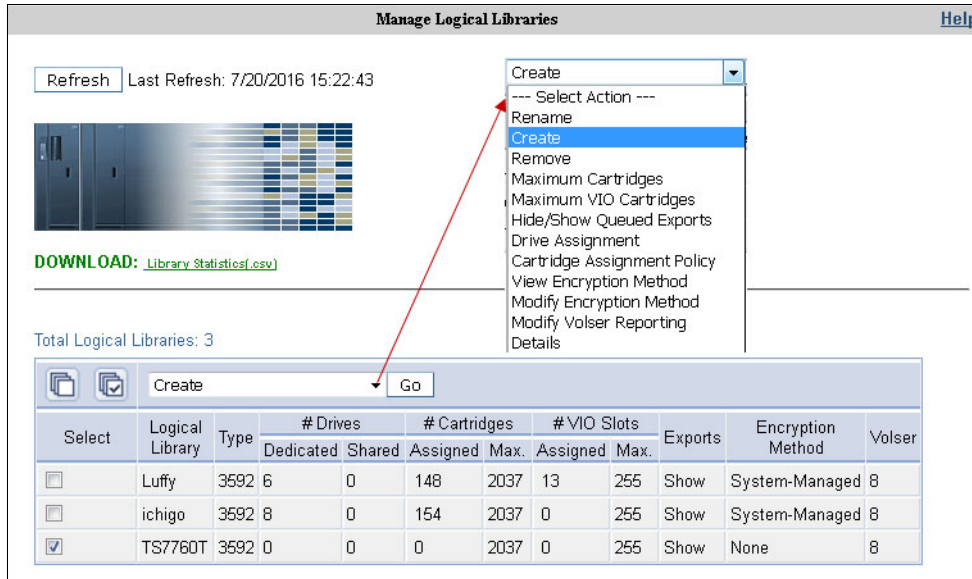 Manage Logical Libraries
Help
Refresh Last Refresh: 7/20/2016 15:22:43
Create
--- Select Action ---
Rename
Create
Remove
Maximum Cartridges
Maximum VIO Cartridges
Hide/Show Queued Exports
Drive Assignment
Cartridge Assignment Policy
View Encryption Method
Modify Encryption Method
Modify Volser Reporting
Details
DOWNLOAD: Library Statistics(.csv)
Total Logical Libraries: 3
Create Go
Select Logical Library Type # Drives # Cartridges # VIO Slots Exports Encryption Method Volser
Dedicated Shared Assigned Max. Assigned Max.
Luffy 3592 6 0 148 2037 13 255 Show System-Managed 8
ichigo 3592 8 0 154 2037 0 255 Show System-Managed 8
TS7760T 3592 0 0 0 2037 0 255 Show None 8